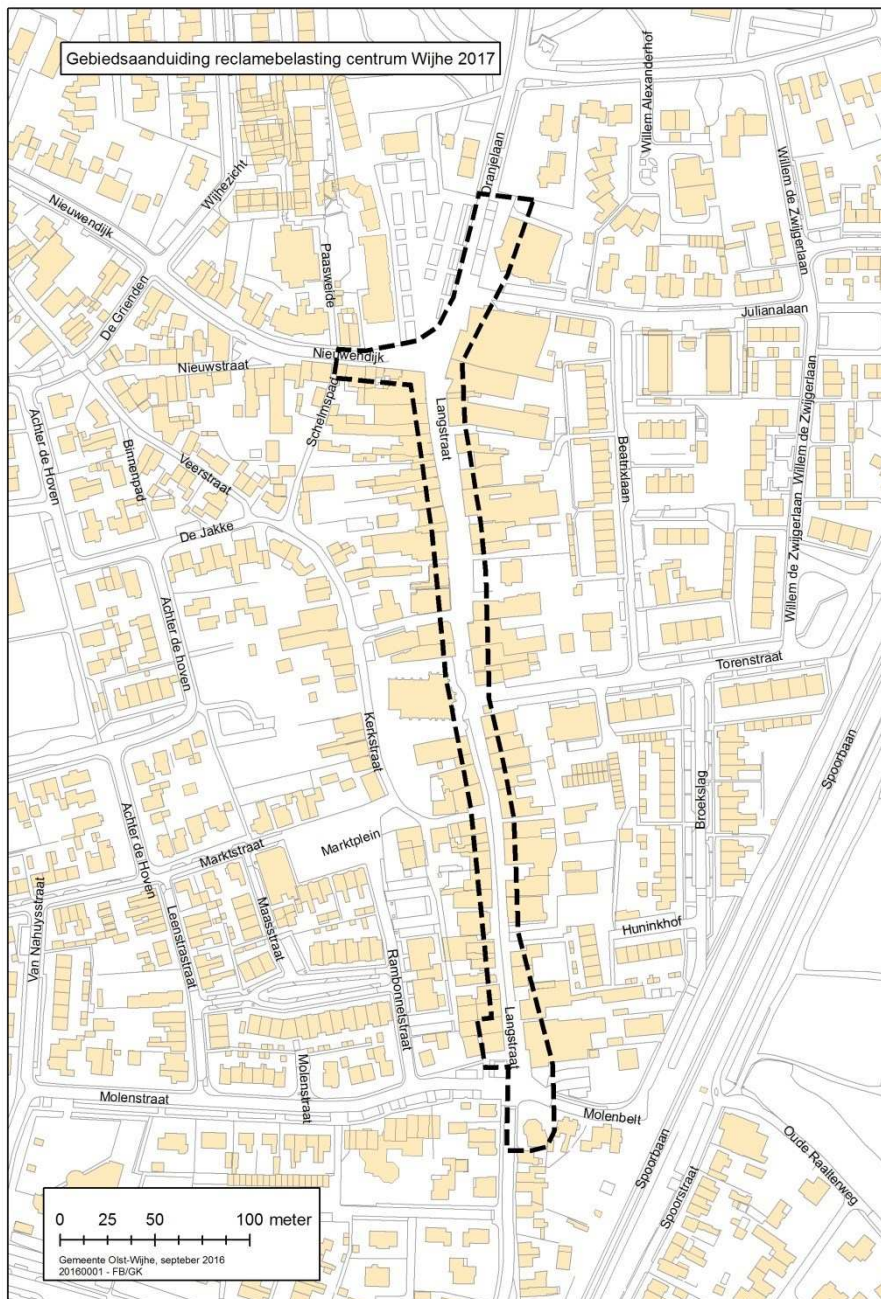 Gebiedsaanduiding reclamebelasting centrum Wijhe 2017
Oranjelaan
Willem Alexanderhof
Willem de Zwijgerlaan
Wijhezicht
Nieuwendijk
Paasweide
De Grienden
Julianalaan
Nieuwendijk
Nieuwstraat
Schelmspad
Langstraat
Achter de Hoven
Binnenpad
Veerstraat
Beatrixlaan
Willem de Zwijgerlaan
Willem de Zwijgerlaan
De Jakke
Achter de hoven
Torenstraat
Kerkstraat
Spoorbaan
Broekslag
Achter de Hoven
Marktstraat
Marktplein
Maasstraat
Leenstrastraat
Van Nahuysstraat
Huninkhof
Rambonnetstraat
Langstraat
Molenstraat
Molenstraat
Molenbelt
Spoorbaan
Spoorstraat
Oude Raalterweg
0 25 50 100 meter
Gemeente Olst-Wijhe, septeber 2016
20160001 - FB/GK